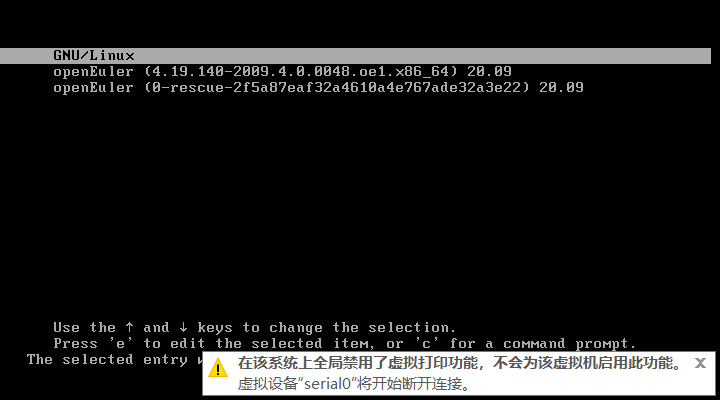 GNU/Linux
openEuler (4.19.140-2009.4.0.0048.oe1.x86_64) 20.09
openEuler (0-rescue-2f5a87eaf32a4610a4e767ade32a3e22) 20.09
Use the ↑ and ↓ keys to change the selection.
Press 'e' to edit the selected item, or 'c' for a command prompt.
The selected entry
在该系统上全局禁用了虚拟打印功能，不会为该虚拟机启用此功能。
虚拟设备“serial0”将开始断开连接。